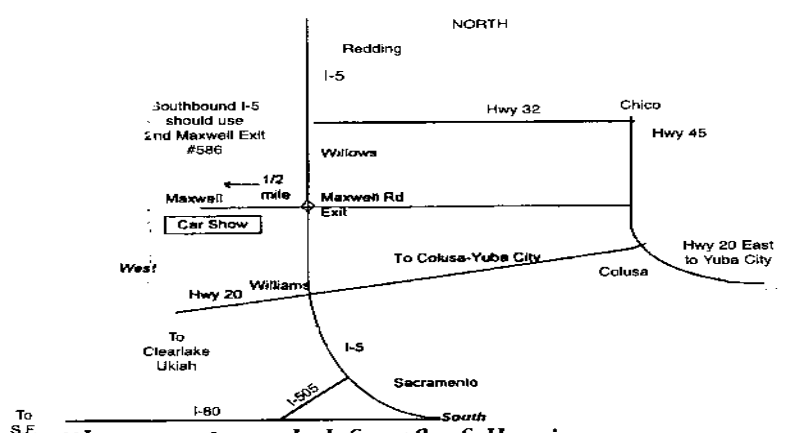 NORTH
Redding
I-5
Southbound I-5
should use
2nd Maxwell Exit
#586
Hwy 32
Chico
Hwy 45
Willows
1/2
mile
Maxwell
Maxwell Rd
Exit
Car Show
West
To Colusa-Yuba City
Hwy 20 East
to Yuba City
Colusa
Williams
Hwy 20
To
Clearlake
Ukiah
I-5
I-505
Sacramento
I-80
South
To
S.F.